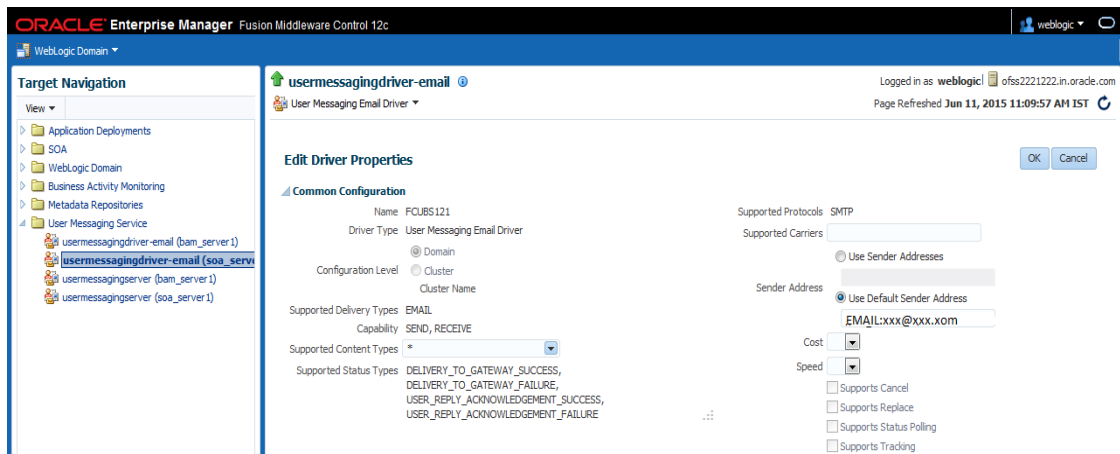 ORACLE Enterprise Manager Fusion Middleware Control 12c
weblogic
WebLogic Domain
Target Navigation
View
Application Deployments
SOA
WebLogic Domain
Business Activity Monitoring
Metadata Repositories
User Messaging Service
usermessagingdriver-email (bam_server1)
usermessagingdriver-email (soa_serve
usermessagingserver (bam_server1)
usermessagingserver (soa_server1)
usermessagingdriver-email
User Messaging Email Driver
Logged in as weblogic ofss2221222.in.oracle.com
Page Refreshed Jun 11, 2015 11:09:57 AM IST
Edit Driver Properties
OK Cancel
Common Configuration
Name FCUBS121
Driver Type User Messaging Email Driver
Configuration Level
Domain
Cluster
Cluster Name
Supported Delivery Types EMAIL
Capability SEND, RECEIVE
Supported Content Types *
Supported Status Types DELIVERY_TO_GATEWAY_SUCCESS,
DELIVERY_TO_GATEWAY_FAILURE,
USER_REPLY_ACKNOWLEDGEMENT_SUCCESS,
USER_REPLY_ACKNOWLEDGEMENT_FAILURE
Supported Protocols SMTP
Supported Carriers
Sender Address
Use Sender Addresses
Use Default Sender Address
EMAIL:xxx@xxx.xom
Cost
Speed
Supports Cancel
Supports Replace
Supports Status Polling
Supports Tracking